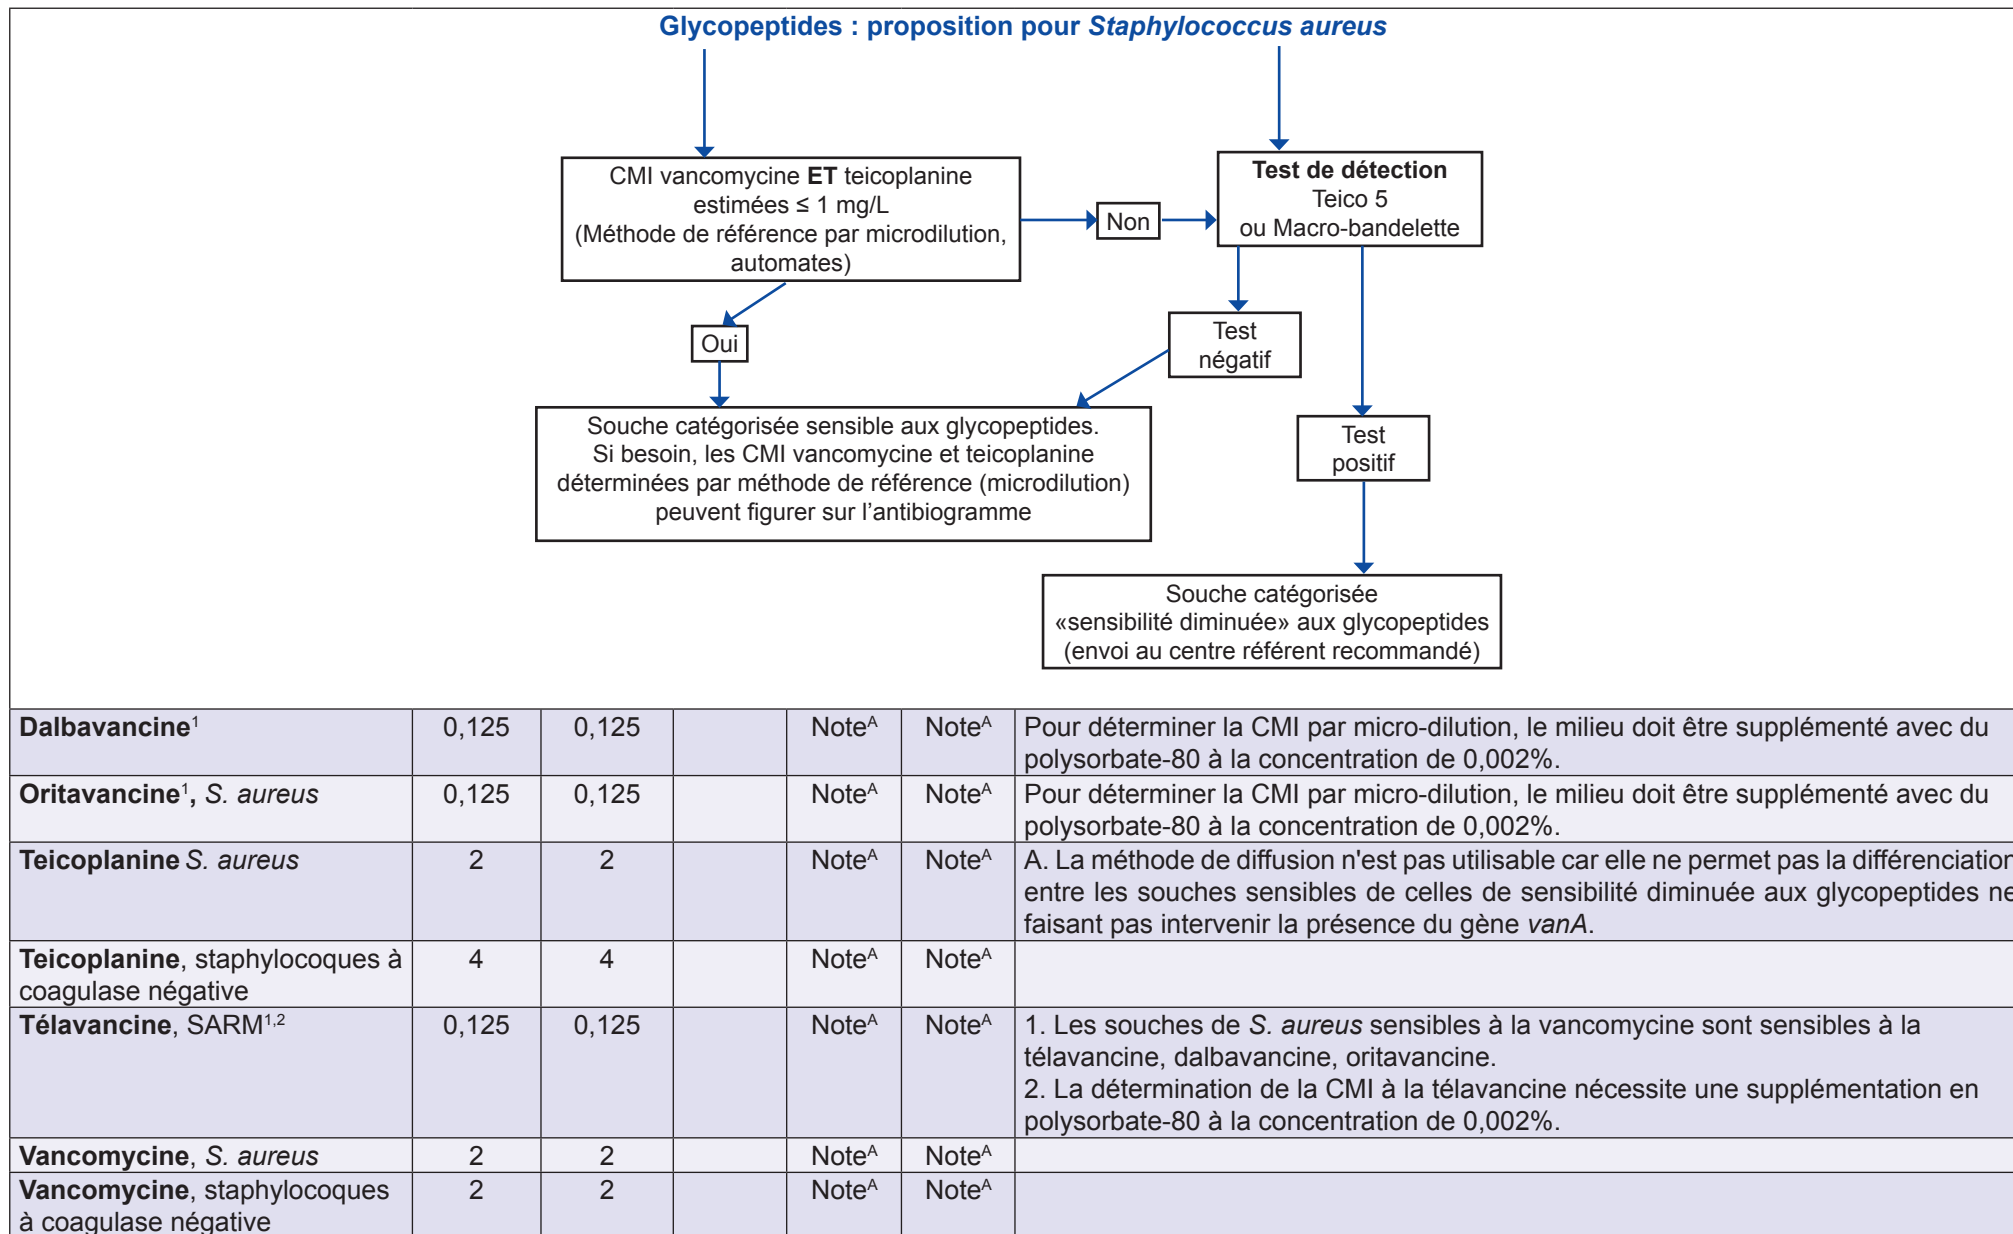 Glycopeptides : proposition pour Staphylococcus aureus
CMI vancomycine ET teicoplanine
estimées ≤ 1 mg/L
(Méthode de référence par microdilution,
automates)
Non
Test de détection
Teico 5
ou Macro-bandelette
Oui
Test
négatif
Souche catégorisée sensible aux glycopeptides.
Si besoin, les CMI vancomycine et teicoplanine
déterminées par méthode de référence (microdilution)
peuvent figurer sur l'antibiogramme
Test
positif
Souche catégorisée
«sensibilité diminuée» aux glycopeptides
(envoi au centre référent recommandé)
Dalbavancine¹ 0,125 0,125 Noteᴬ Noteᴬ Pour déterminer la CMI par micro-dilution, le milieu doit être supplémenté avec du
polysorbate-80 à la concentration de 0,002%.
Oritavancine¹, S. aureus 0,125 0,125 Noteᴬ Noteᴬ Pour déterminer la CMI par micro-dilution, le milieu doit être supplémenté avec du
polysorbate-80 à la concentration de 0,002%.
Teicoplanine S. aureus 2 2 Noteᴬ Noteᴬ A. La méthode de diffusion n'est pas utilisable car elle ne permet pas la différenciation
entre les souches sensibles de celles de sensibilité diminuée aux glycopeptides ne
faisant pas intervenir la présence du gène vanA.
Teicoplanine, staphylocoques à 4 4 Noteᴬ Noteᴬ
coagulase négative
Télavancine, SARM¹,² 0,125 0,125 Noteᴬ Noteᴬ 1. Les souches de S. aureus sensibles à la vancomycine sont sensibles à la
télavancine, dalbavancine, oritavancine.
2. La détermination de la CMI à la télavancine nécessite une supplémentation en
polysorbate-80 à la concentration de 0,002%.
Vancomycine, S. aureus 2 2 Noteᴬ Noteᴬ
Vancomycine, staphylocoques 2 2 Noteᴬ Noteᴬ
à coagulase négative